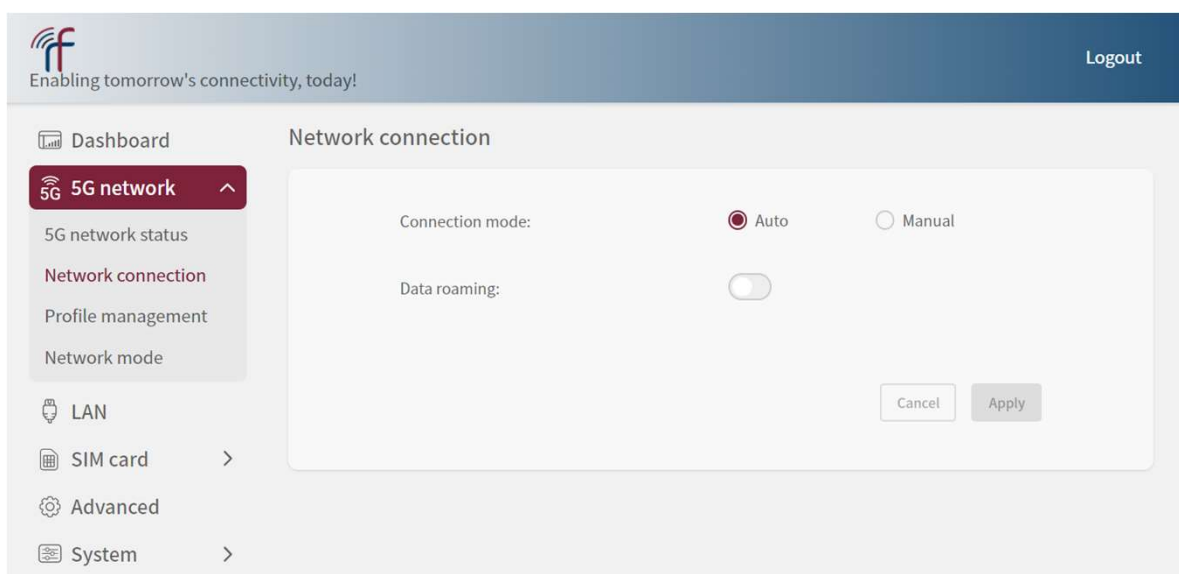 Enabling tomorrow's connectivity, today!
Logout
Dashboard
5G 5G network
5G network status
Network connection
Profile management
Network mode
LAN
SIM card
Advanced
System
Network connection
Connection mode: Auto Manual
Data roaming:
Cancel Apply